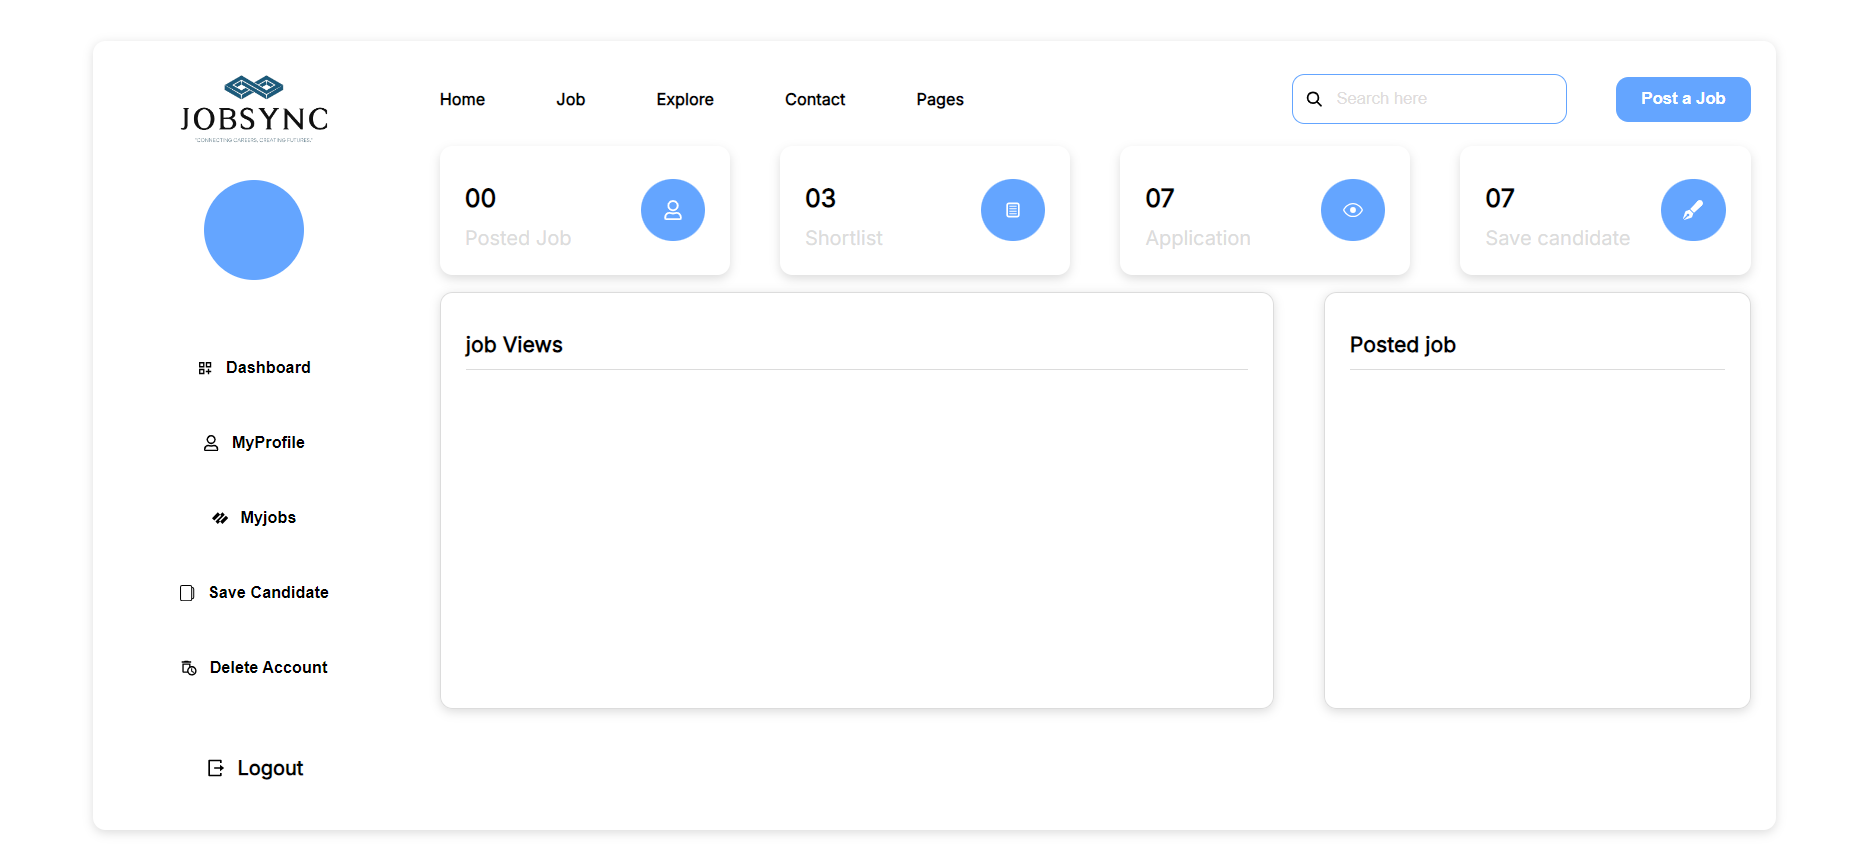 JOBSYNC
"CONNECTING CAREERS, CREATING FUTURES."
Home Job Explore Contact Pages
Search here
Post a Job
00
Posted Job
03
Shortlist
07
Application
07
Save candidate
Dashboard
MyProfile
Myjobs
Save Candidate
Delete Account
Logout
job Views
Posted job